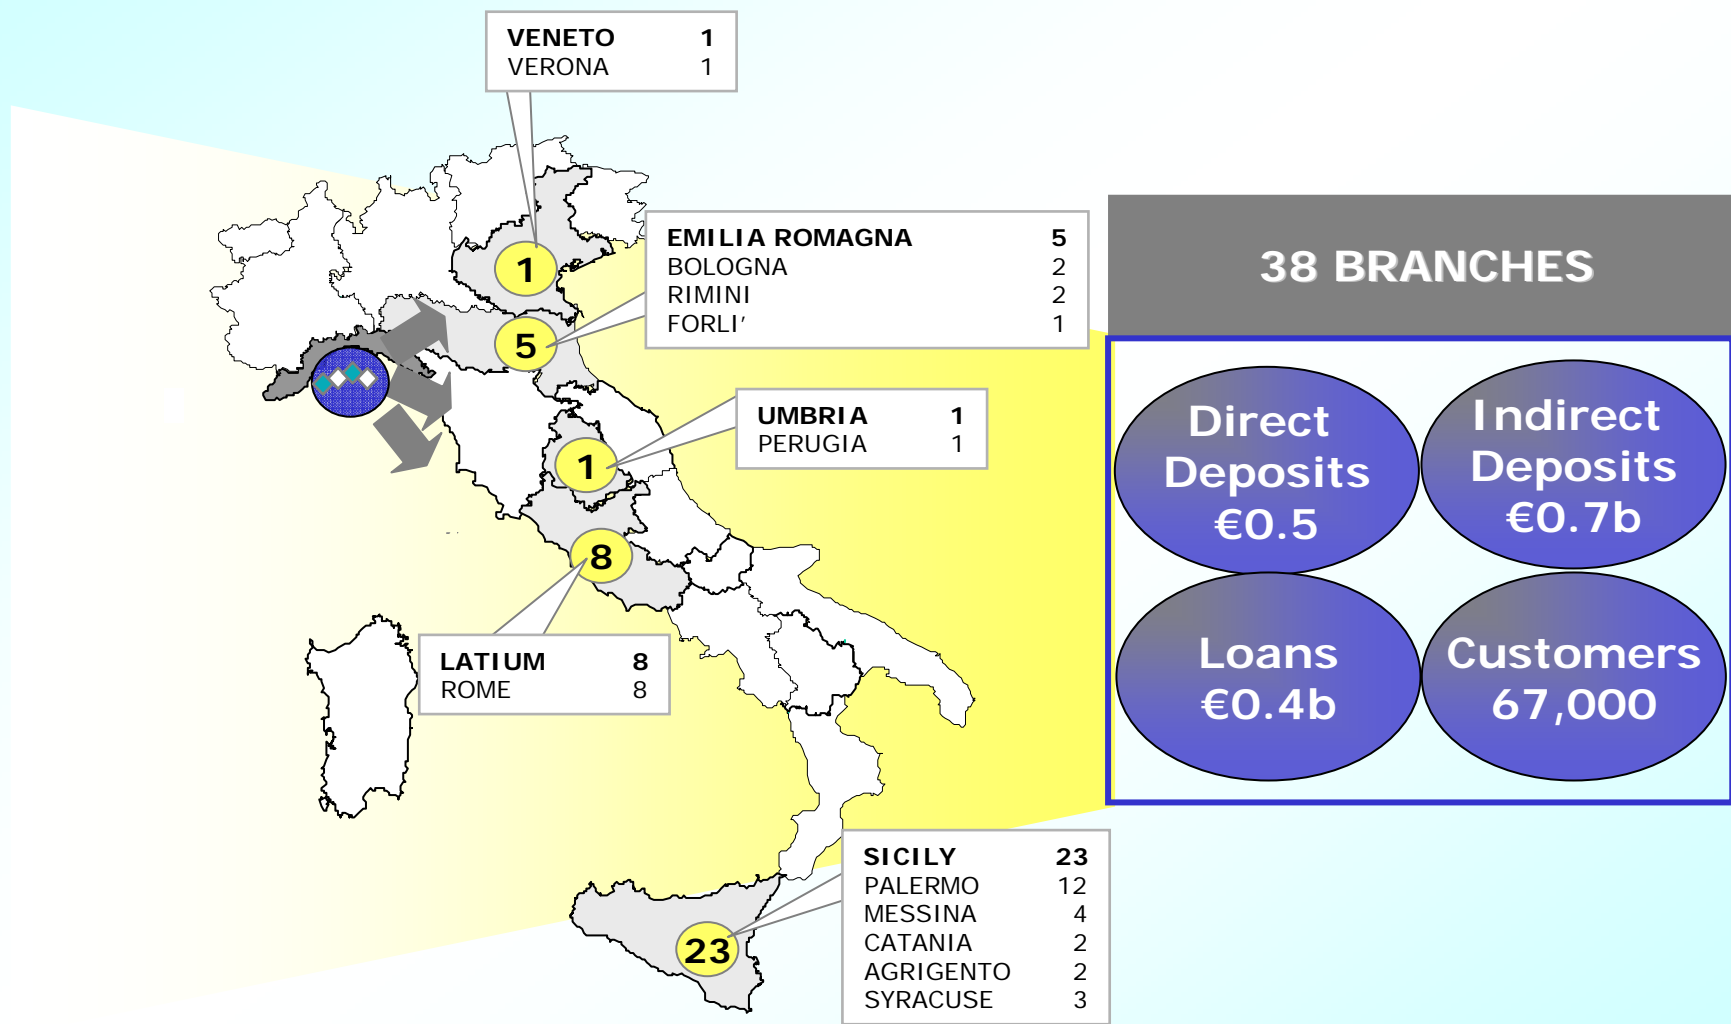 VENETO 1
VERONA 1
1
EMILIA ROMAGNA 5
BOLOGNA 2
RIMINI 2
FORLI' 1
5
UMBRIA 1
PERUGIA 1
1
8
LATIUM 8
ROME 8
SICILY 23
PALERMO 12
MESSINA 4
CATANIA 2
AGRIGENTO 2
SYRACUSE 3
23
38 BRANCHES
Direct
Deposits
€0.5
Indirect
Deposits
€0.7b
Loans
€0.4b
Customers
67,000